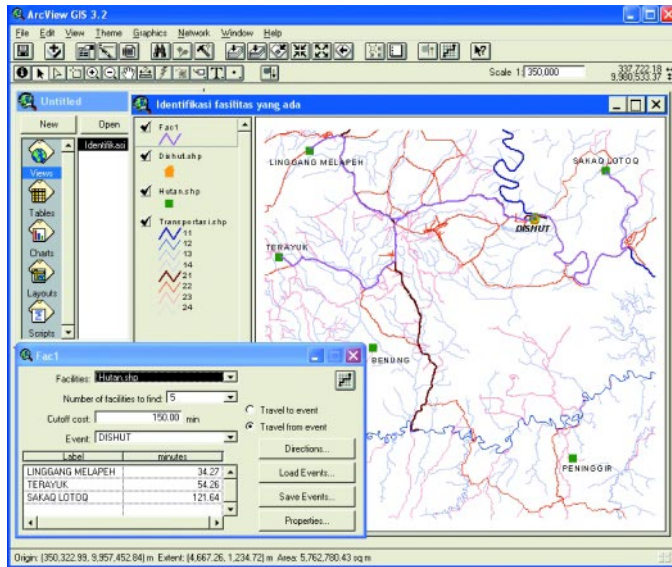 ArcView GIS 3.2
File Edit View Theme Graphics Network Window Help
Scale 1: 350,000
337,722.18
9,980,533.37
Untitled
New Open
Identifikasi
Views
Tables
Charts
Layouts
Scripts
Identifikasi fasilitas yang ada
Fac1
Dishut.shp
Hutan.shp
Transportasi.shp
11
12
13
14
21
22
23
24
LINGGANG MELAPEH
SAKAQ LOTOQ
DISHUT
TERAYUK
BENUNG
PENINGGIR
Fac1
Facilities: Hutan.shp
Number of facilities to find: 5
Cutoff cost: 150.00 min
Event: DISHUT
Travel to event
Travel from event
Label minutes
LINGGANG MELAPEH 34.27
TERAYUK 54.26
SAKAQ LOTOQ 121.64
Directions...
Load Events...
Save Events...
Properties...
Origin: (350,322.99, 9,957,452.84) m Extent: (4,667.26, 1,234.72) m Area: 5,762,780.43 sq m